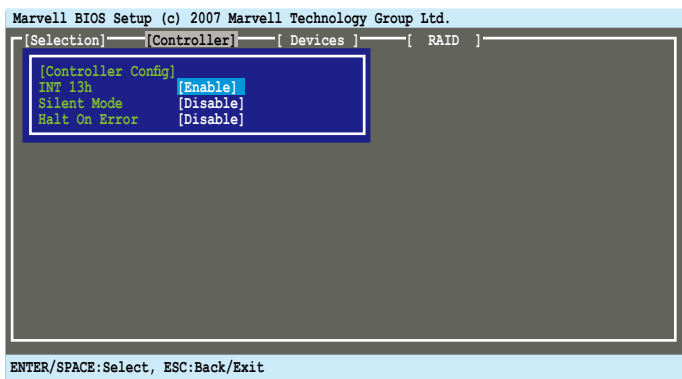 Marvell BIOS Setup (c) 2007 Marvell Technology Group Ltd.
[Selection] [Controller] [ Devices ] [ RAID ]
[Controller Config]
INT 13h [Enable]
Silent Mode [Disable]
Halt On Error [Disable]
ENTER/SPACE:Select, ESC:Back/Exit